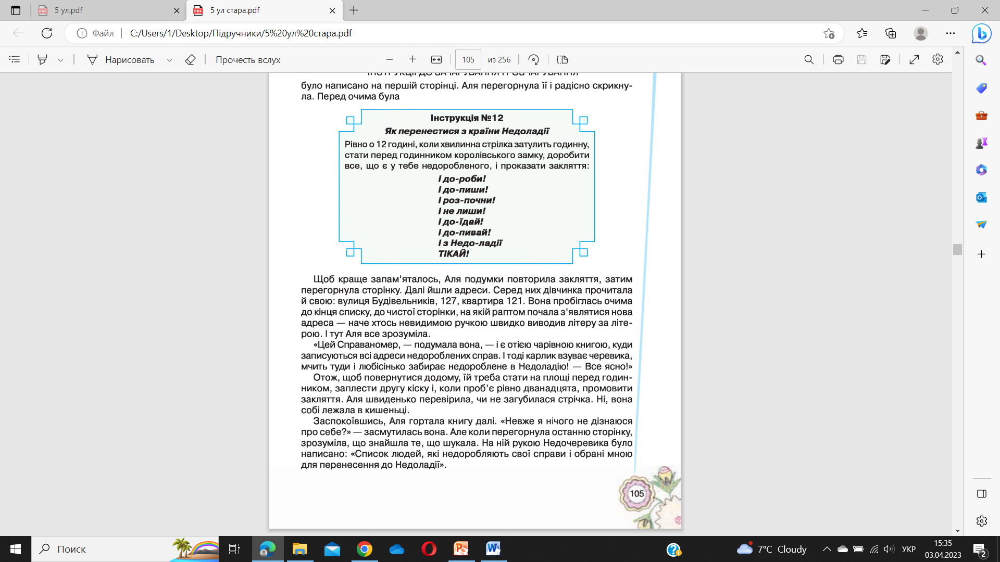 5 ул.pdf
5 ул стара.pdf
Файл
C:/Users/1/Desktop/Підручники/5%20ул%20стара.pdf
Нарисовать
Прочесть вслух
105
из 256
ІНСТРУКЦІЇ ДО ЗАЧАРУВАННЯ І РОЗЧАРУВАННЯ
було написано на першій сторінці. Аля перегорнула її і радісно скрикну-
ла. Перед очима була
Інструкція №12
Як перенестися з країни Недоладії
Рівно о 12 годині, коли хвилинна стрілка затулить годинну,
стати перед годинником королівського замку, доробити
все, що є у тебе недоробленого, і проказати закляття:
І до-роби!
І до-пиши!
І роз-почни!
І не лиши!
І до-їдай!
І до-пивай!
І з Недо-ладії
ТІКАЙ!
Щоб краще запам’яталось, Аля подумки повторила закляття, затим
перегорнула сторінку. Далі йшли адреси. Серед них дівчинка прочитала
й свою: вулиця Будівельників, 127, квартира 121. Вона пробіглась очима
до кінця списку, до чистої сторінки, на якій раптом почала з’являтися нова
адреса — наче хтось невидимою ручкою швидко виводив літеру за літе-
рою. І тут Аля все зрозуміла.
«Цей Справаномер, — подумала вона, — і є отією чарівною книгою, куди
записуються всі адреси недороблених справ. І тоді карлик взуває черевика,
мчить туди і любісінько забирає недороблене в Недоладію! — Все ясно!»
Отож, щоб повернутися додому, їй треба стати на площі перед годин-
ником, заплести другу кіску і, коли проб’є рівно дванадцята, промовити
закляття. Аля швиденько перевірила, чи не загубилася стрічка. Ні, вона
собі лежала в кишеньці.
Заспокоївшись, Аля гортала книгу далі. «Невже я нічого не дізнаюся
про себе?» — засмутилась вона. Але коли перегорнула останню сторінку,
зрозуміла, що знайшла те, що шукала. На ній рукою Недочеревика було
написано: «Список людей, які недоробляють свої справи і обрані мною
для перенесення до Недоладії».
105
Поиск
7°C Cloudy
УКР
15:35
03.04.2023
2